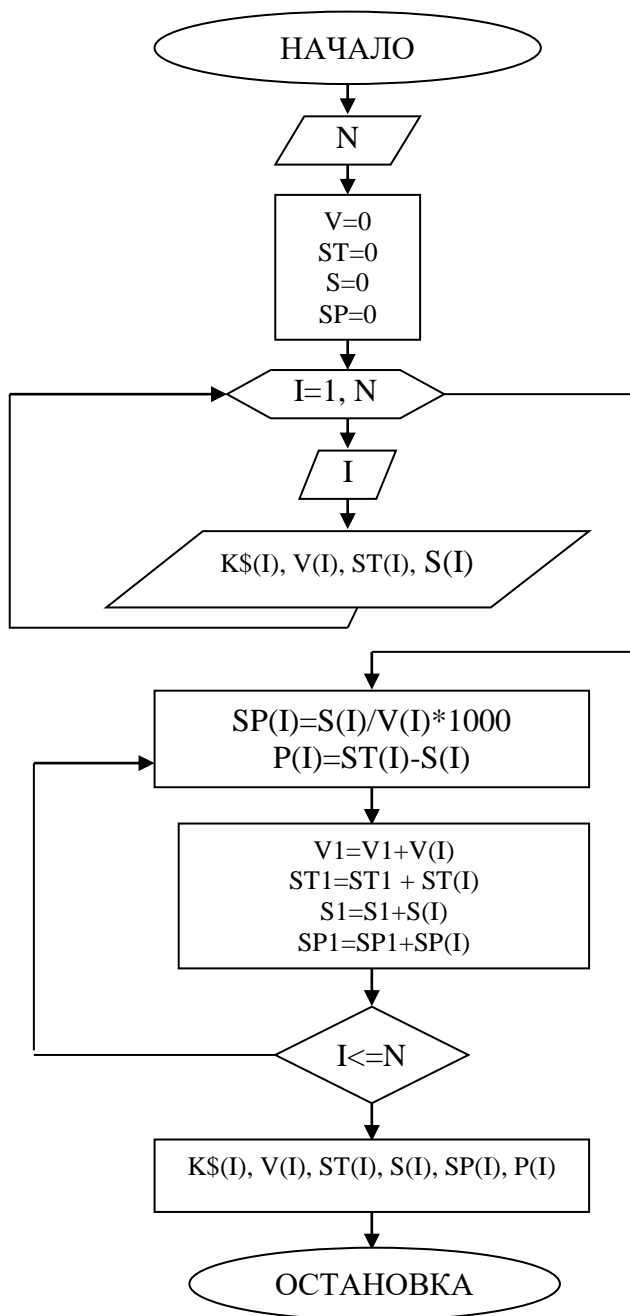 НАЧАЛО
N
V=0
ST=0
S=0
SP=0
I=1, N
I
K$(I), V(I), ST(I), S(I)
SP(I)=S(I)/V(I)*1000
P(I)=ST(I)-S(I)
V1=V1+V(I)
ST1=ST1 + ST(I)
S1=S1+S(I)
SP1=SP1+SP(I)
I<=N
K$(I), V(I), ST(I), S(I), SP(I), P(I)
ОСТАНОВКА